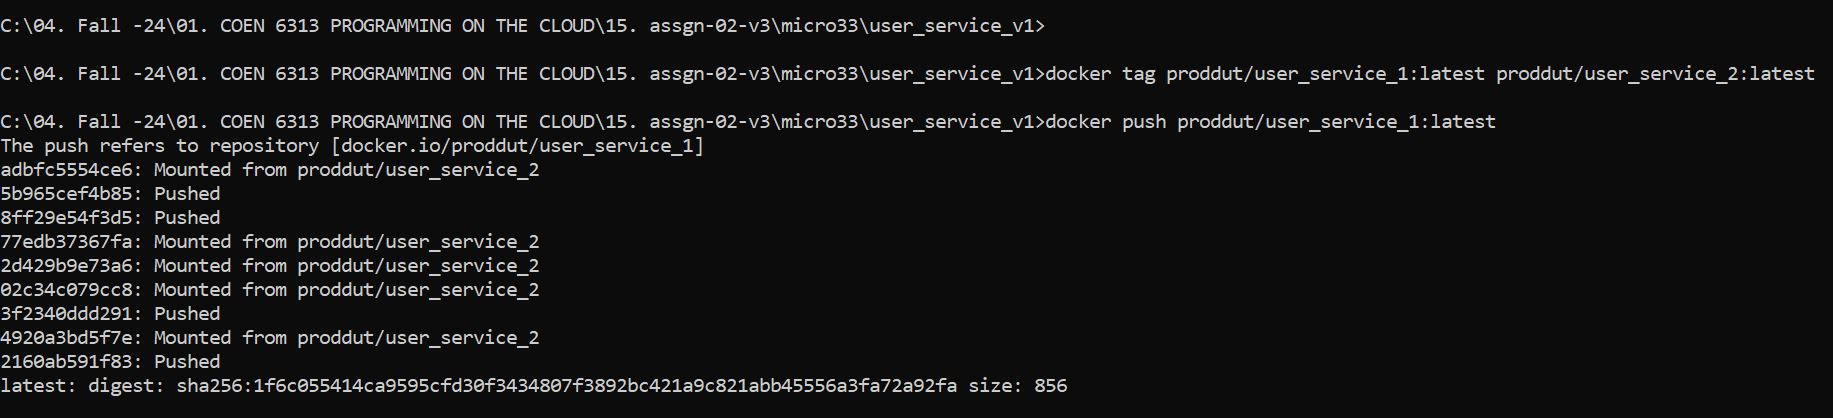 C:\04. Fall -24\01. COEN 6313 PROGRAMMING ON THE CLOUD\15. assgn-02-v3\micro33\user_service_v1>
C:\04. Fall -24\01. COEN 6313 PROGRAMMING ON THE CLOUD\15. assgn-02-v3\micro33\user_service_v1>docker tag proddut/user_service_1:latest proddut/user_service_2:latest
C:\04. Fall -24\01. COEN 6313 PROGRAMMING ON THE CLOUD\15. assgn-02-v3\micro33\user_service_v1>docker push proddut/user_service_1:latest
The push refers to repository [docker.io/proddut/user_service_1]
adbfc5554ce6: Mounted from proddut/user_service_2
5b965cef4b85: Pushed
8ff29e54f3d5: Pushed
77edb37367fa: Mounted from proddut/user_service_2
2d429b9e73a6: Mounted from proddut/user_service_2
02c34c079cc8: Mounted from proddut/user_service_2
3f2340ddd291: Pushed
4920a3bd5f7e: Mounted from proddut/user_service_2
2160ab591f83: Pushed
latest: digest: sha256:1f6c055414ca9595cfd30f3434807f3892bc421a9c821abb45556a3fa72a92fa size: 856